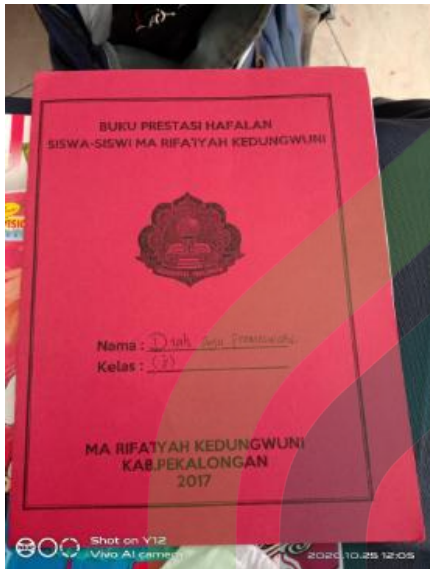 BUKU PRESTASI HAFALAN
SISWA-SISWI MA RIFA'IYAH KEDUNGWUNI
Nama : Diah
Kelas :
MA RIFA'IYAH KEDUNGWUNI
KAB.PEKALONGAN
2017
Shot on Y12
Vivo AI camera
2020.10.25 12:05